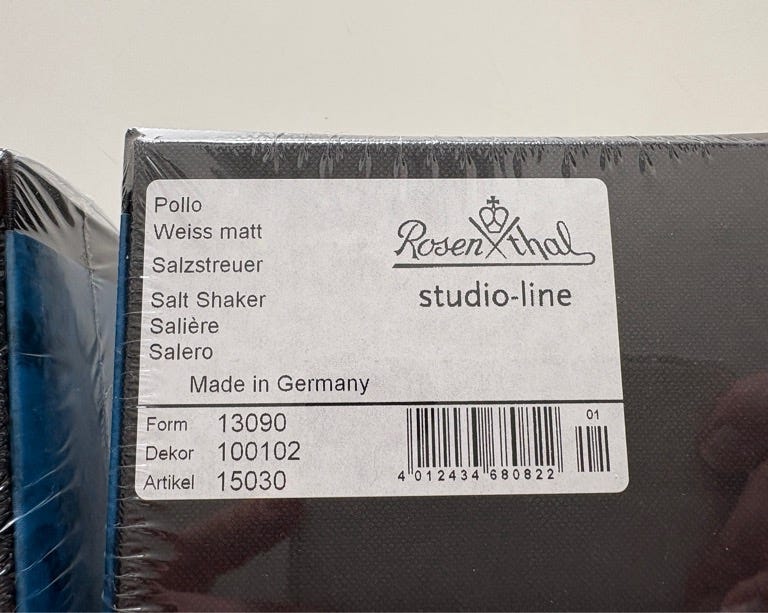 Pollo
Weiss matt
Salzstreuer
Salt Shaker
Salière
Salero
Made in Germany
Rosenthal
studio-line
Form 13090
Dekor 100102
Artikel 15030
4 012434 680822
01